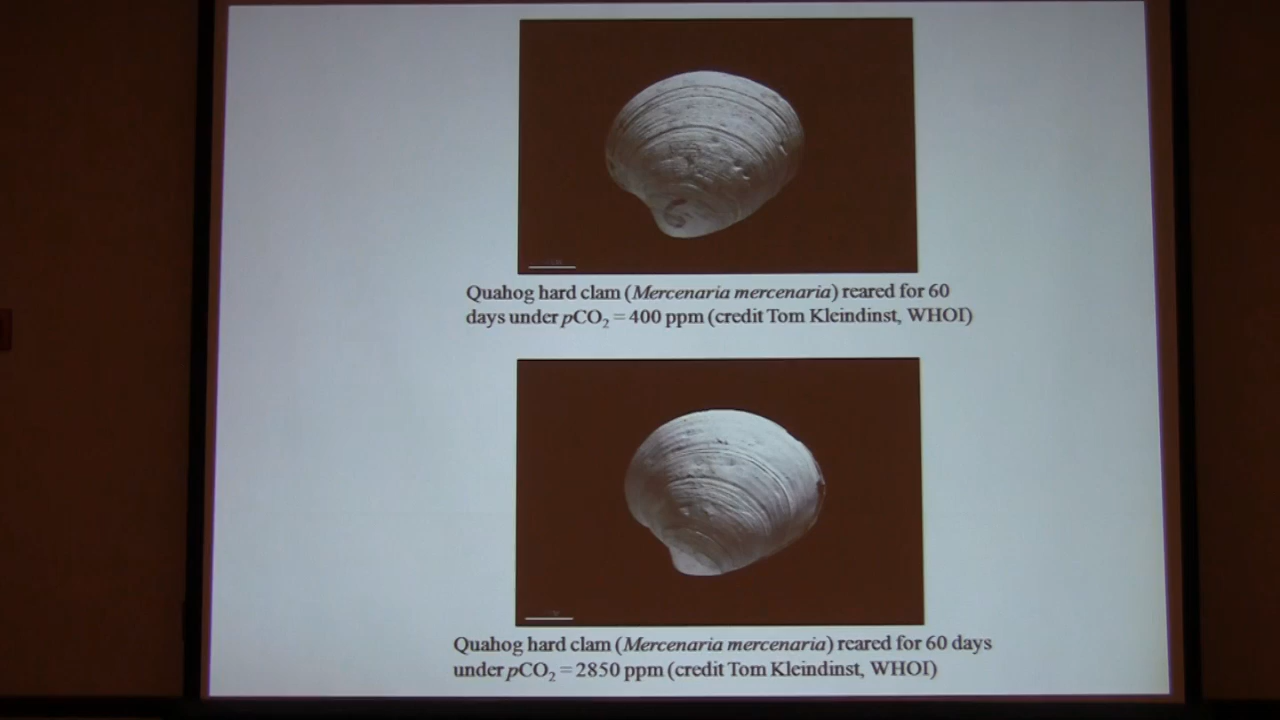 Quahog hard clam (Mercenaria mercenaria) reared for 60
days under pCO₂ = 400 ppm (credit Tom Kleindinst, WHOI)
Quahog hard clam (Mercenaria mercenaria) reared for 60 days
under pCO₂ = 2850 ppm (credit Tom Kleindinst, WHOI)